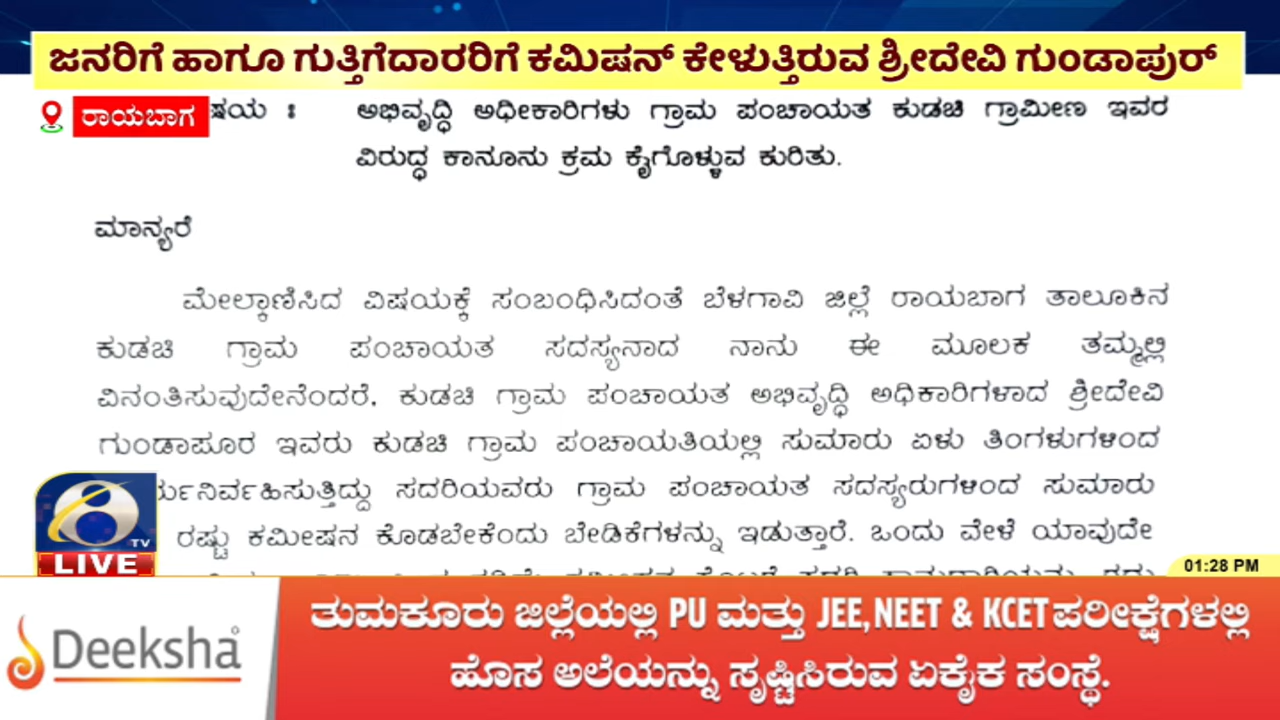 ಜನರಿಗೆ ಹಾಗೂ ಗುತ್ತಿಗೆದಾರರಿಗೆ ಕಮಿಷನ್ ಕೇಳುತ್ತಿರುವ ಶ್ರೀದೇವಿ ಗುಂಡಾಪುರ್
ರಾಯಬಾಗ
ಷಯ : ಅಭಿವೃದ್ಧಿ ಅಧೀಕಾರಿಗಳು ಗ್ರಾಮ ಪಂಚಾಯತ ಕುಡಚಿ ಗ್ರಾಮೀಣ ಇವರ
ವಿರುದ್ಧ ಕಾನೂನು ಕ್ರಮ ಕೈಗೊಳ್ಳುವ ಕುರಿತು.
ಮಾನ್ಯರೆ
ಮೇಲ್ಕಾಣಿಸಿದ ವಿಷಯಕ್ಕೆ ಸಂಬಂಧಿಸಿದಂತೆ ಬೆಳಗಾವಿ ಜಿಲ್ಲೆ ರಾಯಬಾಗ ತಾಲೂಕಿನ
ಕುಡಚಿ ಗ್ರಾಮ ಪಂಚಾಯತ ಸದಸ್ಯನಾದ ನಾನು ಈ ಮೂಲಕ ತಮ್ಮಲ್ಲಿ
ವಿನಂತಿಸುವುದೇನೆಂದರೆ. ಕುಡಚಿ ಗ್ರಾಮ ಪಂಚಾಯತ ಅಭಿವೃದ್ಧಿ ಅಧಿಕಾರಿಗಳಾದ ಶ್ರೀದೇವಿ
ಗುಂಡಾಪೂರ ಇವರು ಕುಡಚಿ ಗ್ರಾಮ ಪಂಚಾಯತಿಯಲ್ಲಿ ಸುಮಾರು ಏಳು ತಿಂಗಳುಗಳಿಂದ
ರ್ಯನಿರ್ವಹಿಸುತ್ತಿದ್ದು ಸದರಿಯವರು ಗ್ರಾಮ ಪಂಚಾಯತ ಸದಸ್ಯರುಗಳಿಂದ ಸುಮಾರು
ರಷ್ಟು ಕಮೀಷನ ಕೊಡಬೇಕೆಂದು ಬೇಡಿಕೆಗಳನ್ನು ಇಡುತ್ತಾರೆ. ಒಂದು ವೇಳೆ ಯಾವುದೇ
8 TV
LIVE
01:28 PM
Deeksha
ತುಮಕೂರು ಜಿಲ್ಲೆಯಲ್ಲಿ PU ಮತ್ತು JEE, NEET & KCET ಪರೀಕ್ಷೆಗಳಲ್ಲಿ
ಹೊಸ ಅಲೆಯನ್ನು ಸೃಷ್ಟಿಸಿರುವ ಏಕೈಕ ಸಂಸ್ಥೆ.